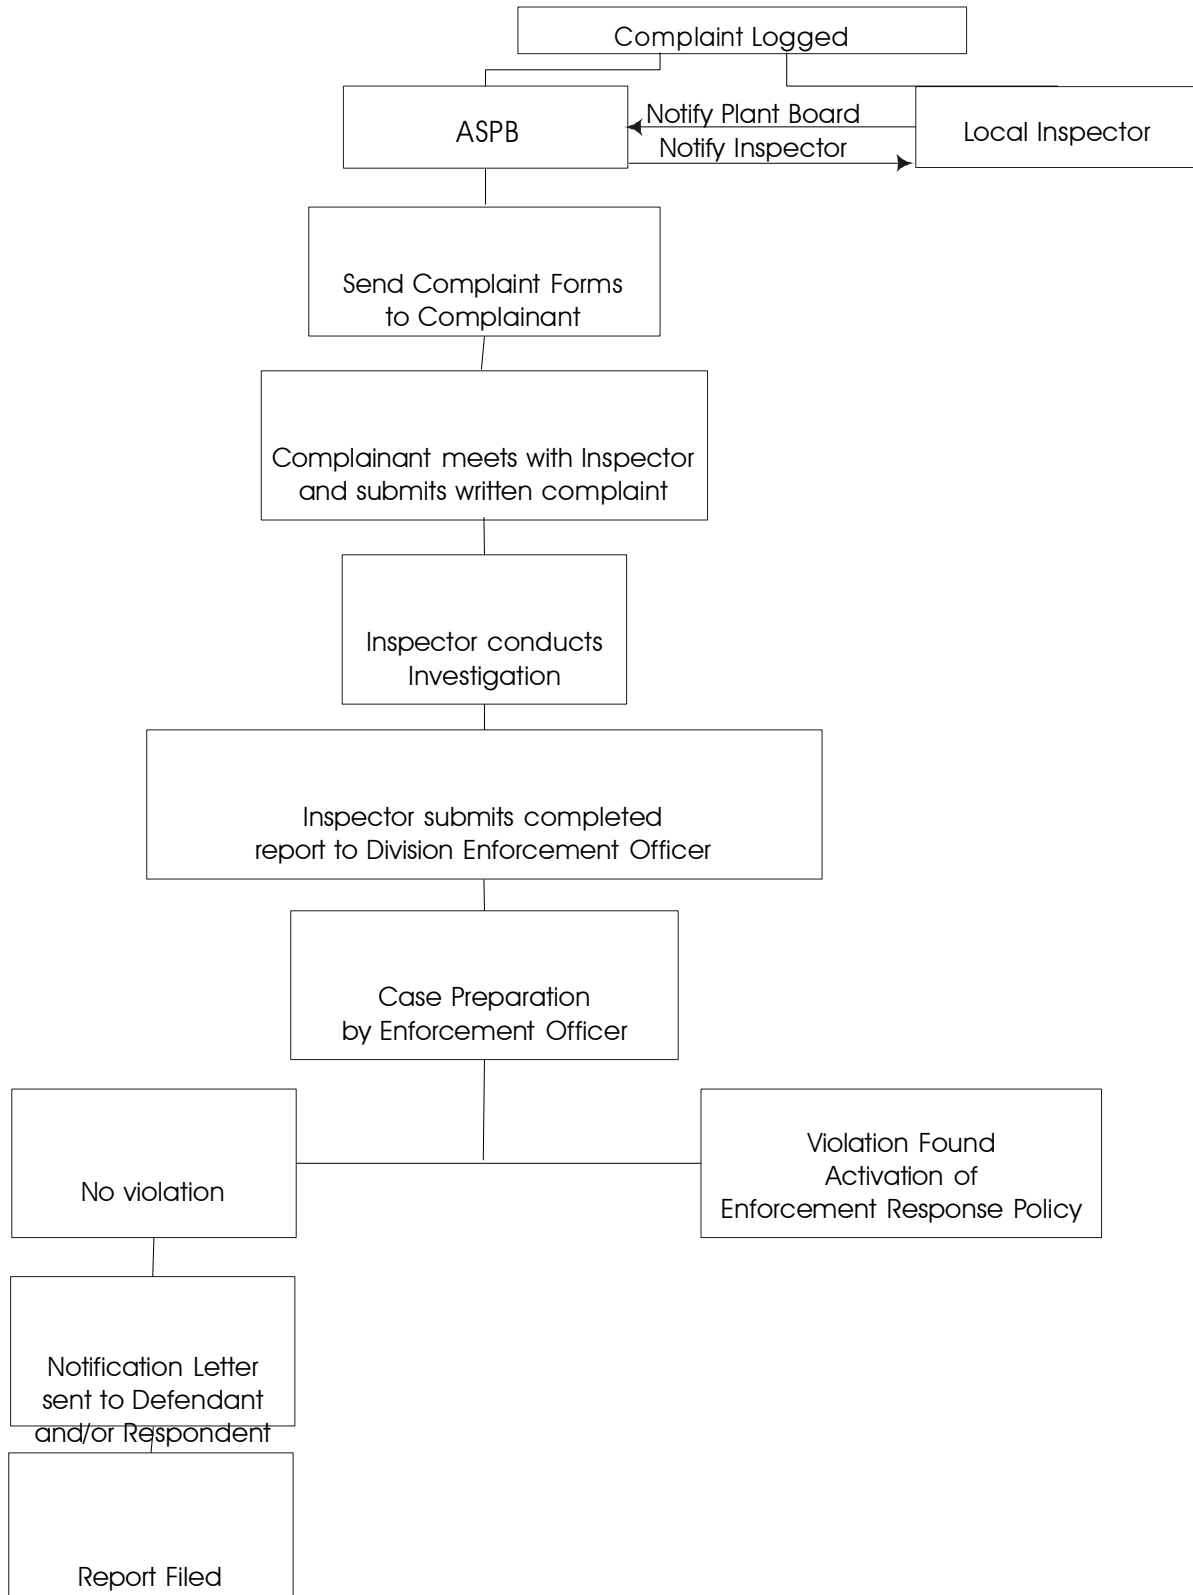 Complaint Logged
ASPB
Notify Plant Board
Notify Inspector
Local Inspector
Send Complaint Forms
to Complainant
Complainant meets with Inspector
and submits written complaint
Inspector conducts
Investigation
Inspector submits completed
report to Division Enforcement Officer
Case Preparation
by Enforcement Officer
No violation
Violation Found
Activation of
Enforcement Response Policy
Notification Letter
sent to Defendant
and/or Respondent
Report Filed